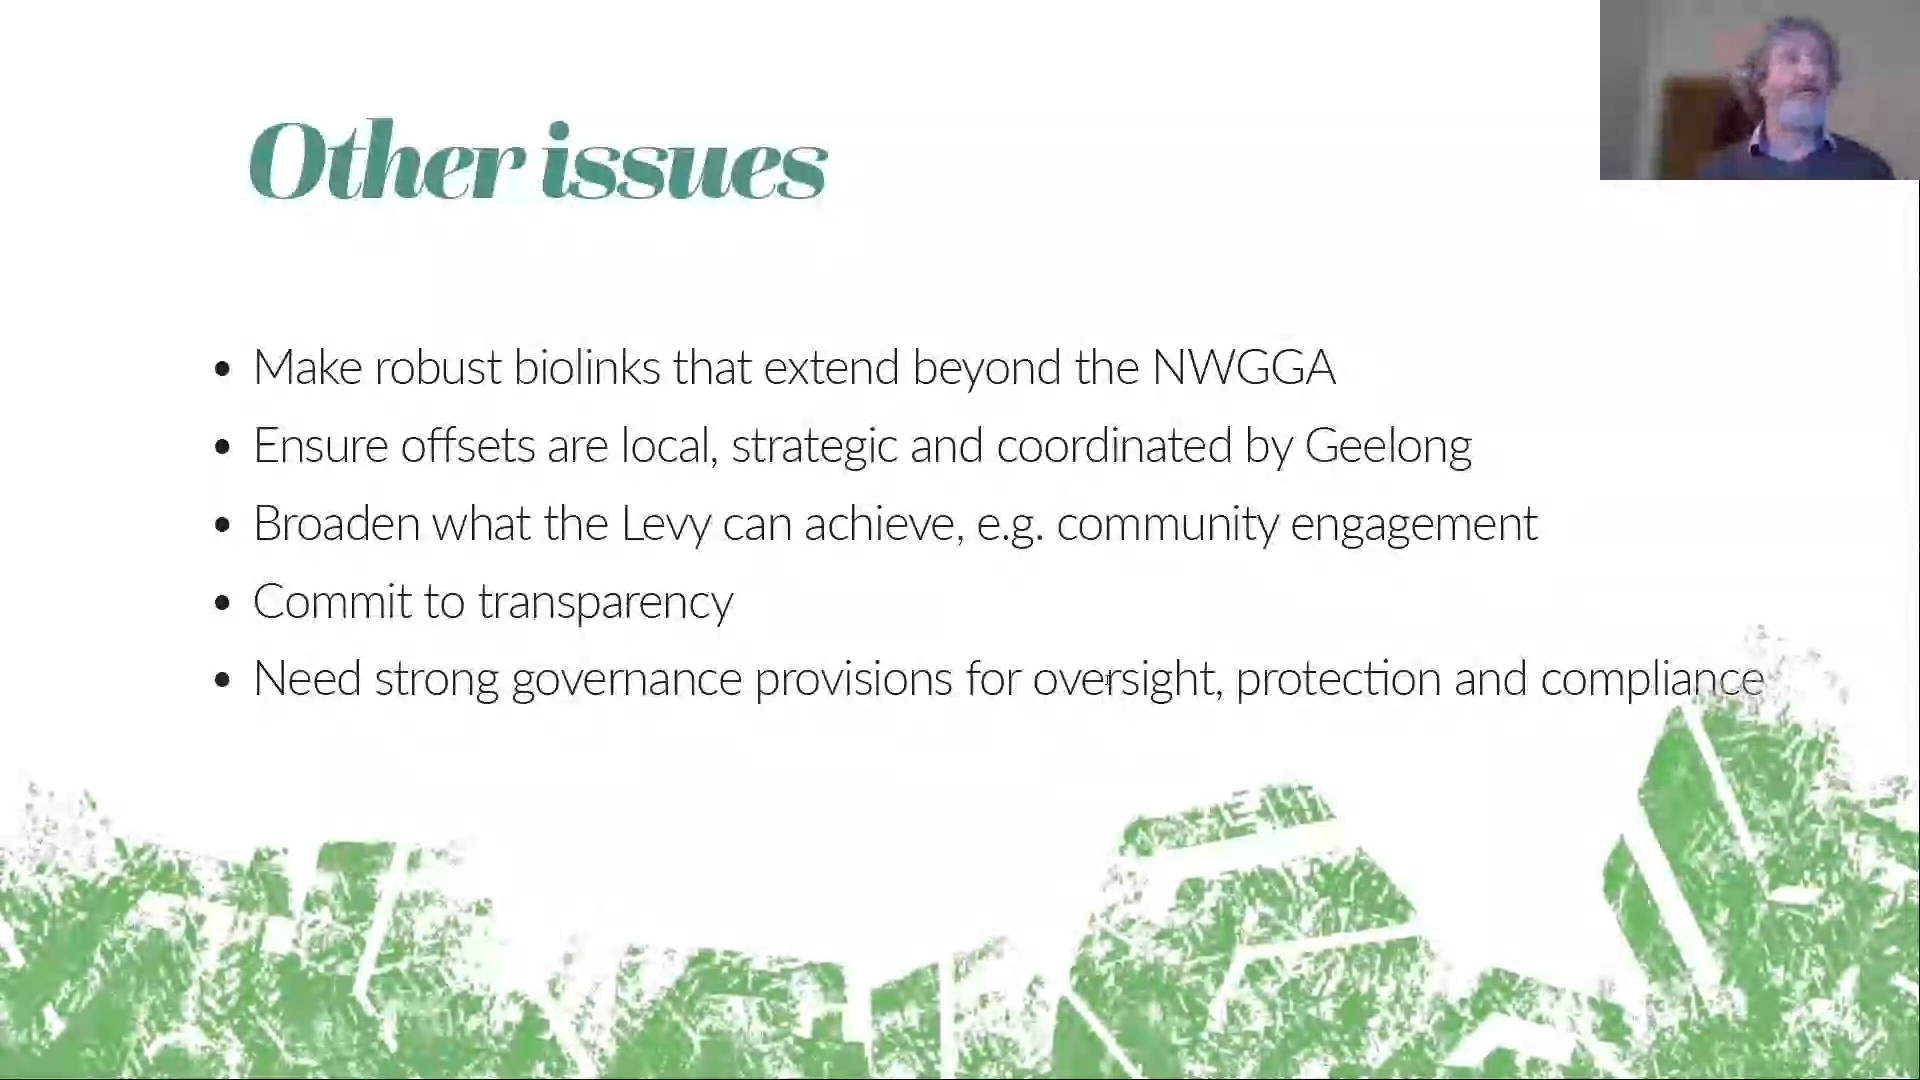 Other issues
• Make robust biolinks that extend beyond the NWGGA
• Ensure offsets are local, strategic and coordinated by Geelong
• Broaden what the Levy can achieve, e.g. community engagement
• Commit to transparency
• Need strong governance provisions for oversight, protection and compliance